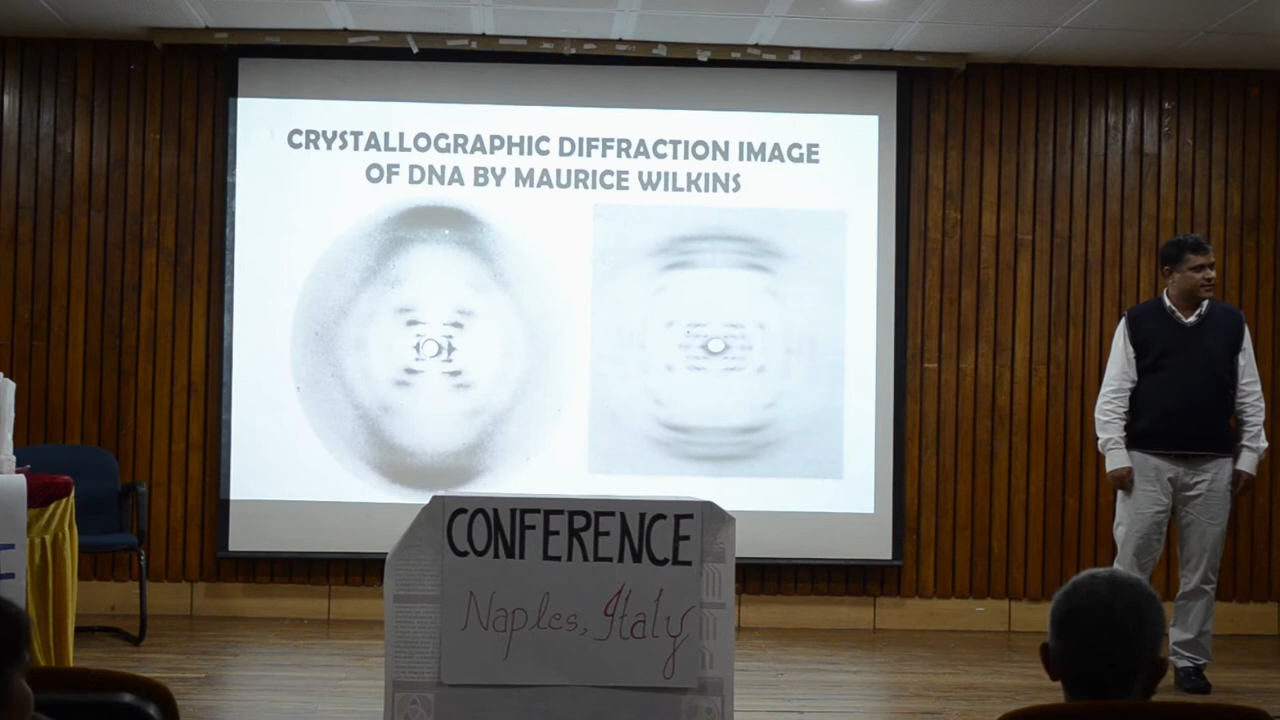 CRYSTALLOGRAPHIC DIFFRACTION IMAGE
OF DNA BY MAURICE WILKINS
CONFERENCE
Naples, Italy